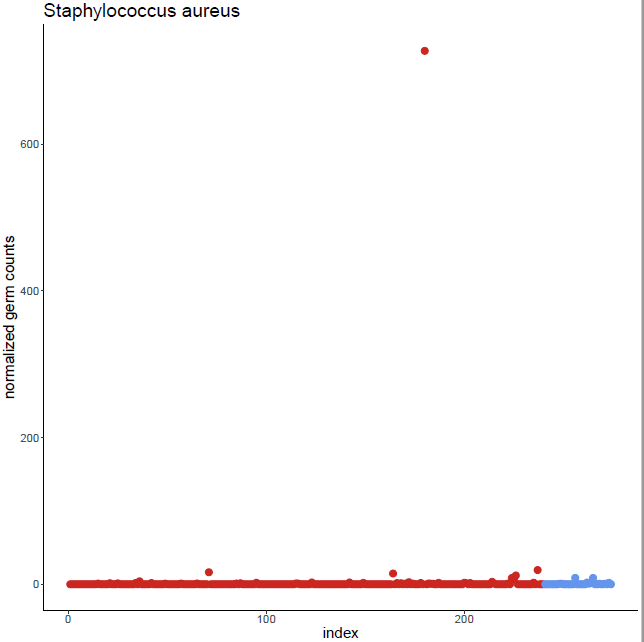 Staphylococcus aureus
normalized germ counts
600
400
200
0
0 100 200
index